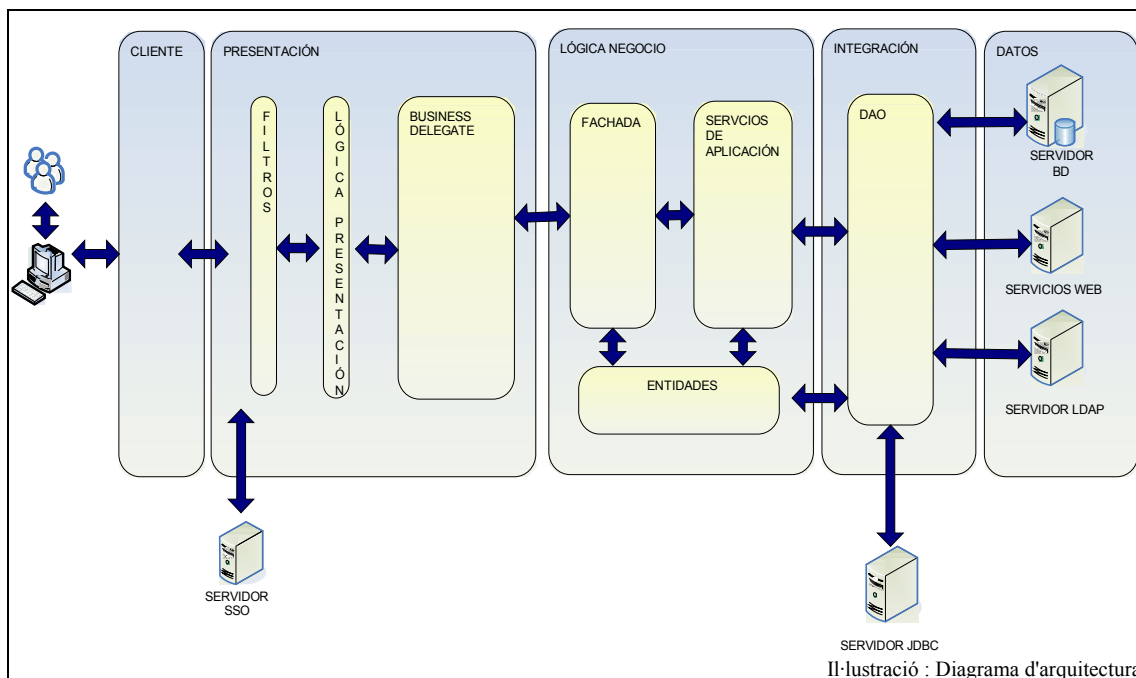 CLIENTE
PRESENTACIÓN
LÓGICA NEGOCIO
INTEGRACIÓN
DATOS
FILTROS
LÓGICA PRESENTACIÓN
BUSINESS
DELEGATE
FACHADA
SERVCIOS
DE
APLICACIÓN
DAO
ENTIDADES
SERVIDOR
BD
SERVICIOS WEB
SERVIDOR LDAP
SERVIDOR
SSO
SERVIDOR JDBC
Il·lustració : Diagrama d'arquitectura